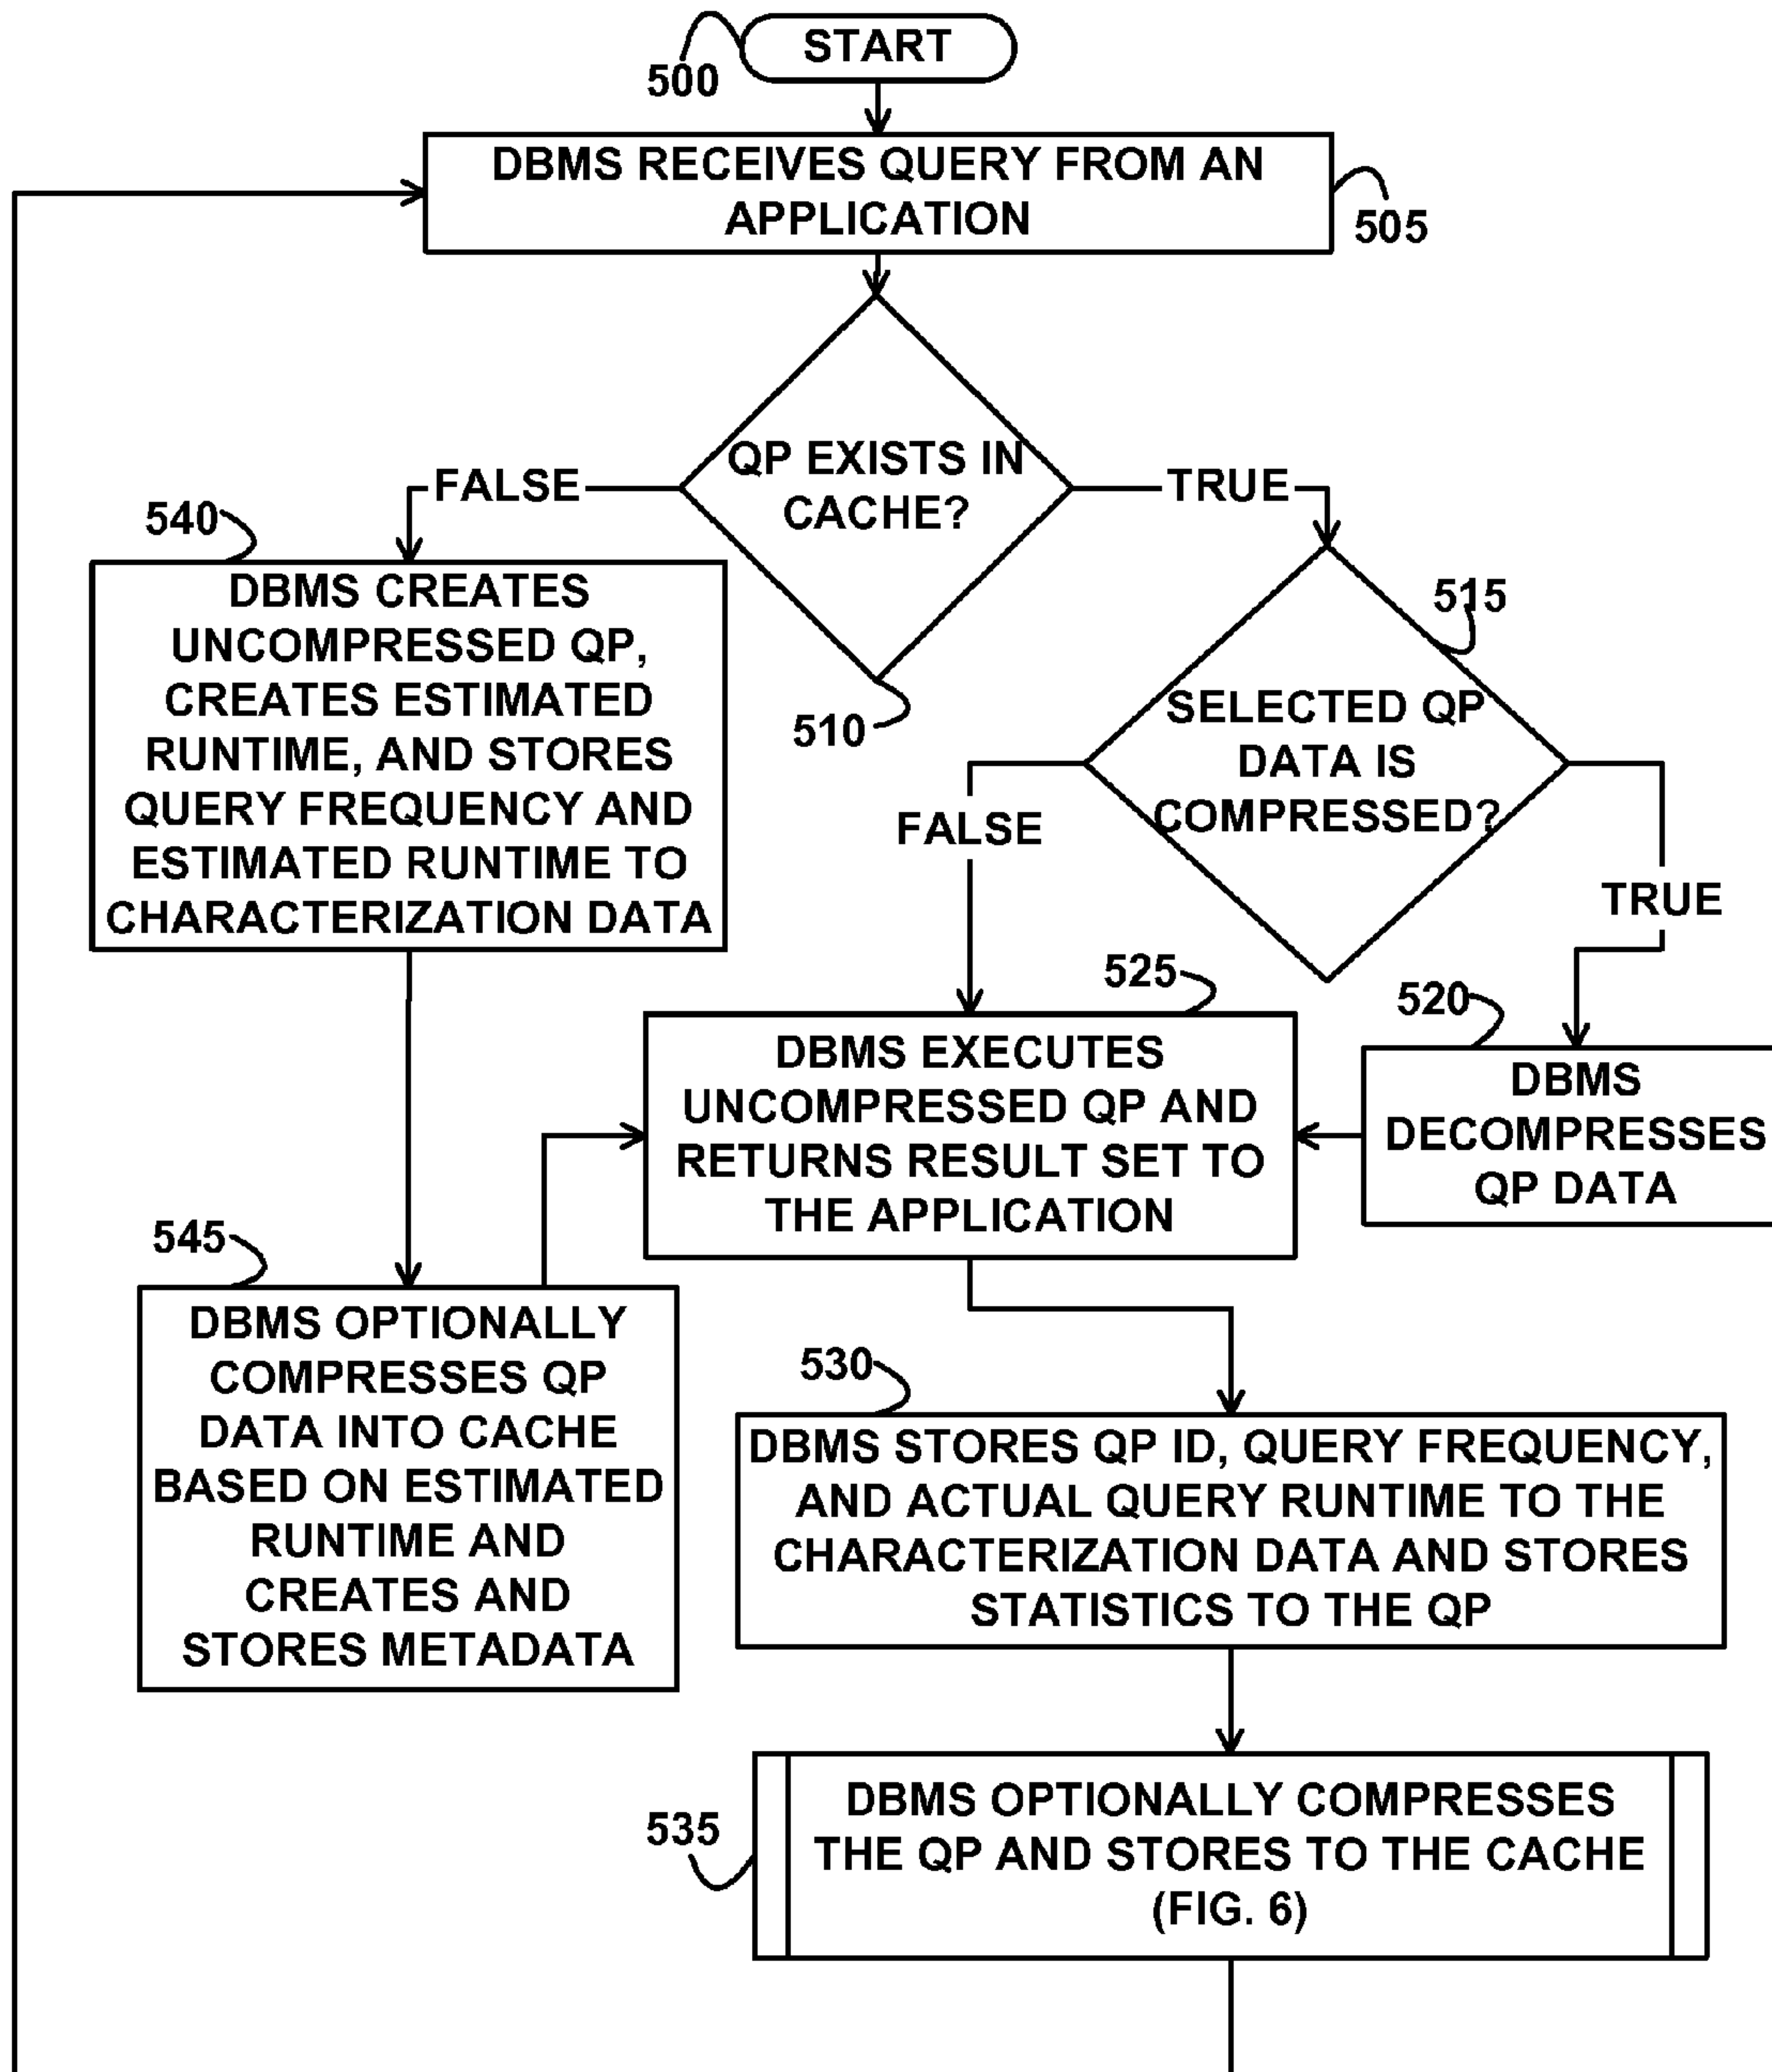 START
500
DBMS RECEIVES QUERY FROM AN
APPLICATION
505
QP EXISTS IN
CACHE?
510
FALSE
TRUE
540
DBMS CREATES
UNCOMPRESSED QP,
CREATES ESTIMATED
RUNTIME, AND STORES
QUERY FREQUENCY AND
ESTIMATED RUNTIME TO
CHARACTERIZATION DATA
515
SELECTED QP
DATA IS
COMPRESSED?
FALSE
TRUE
525
DBMS EXECUTES
UNCOMPRESSED QP AND
RETURNS RESULT SET TO
THE APPLICATION
520
DBMS
DECOMPRESSES
QP DATA
545
DBMS OPTIONALLY
COMPRESSES QP
DATA INTO CACHE
BASED ON ESTIMATED
RUNTIME AND
CREATES AND
STORES METADATA
530
DBMS STORES QP ID, QUERY FREQUENCY,
AND ACTUAL QUERY RUNTIME TO THE
CHARACTERIZATION DATA AND STORES
STATISTICS TO THE QP
535
DBMS OPTIONALLY COMPRESSES
THE QP AND STORES TO THE CACHE
(FIG. 6)